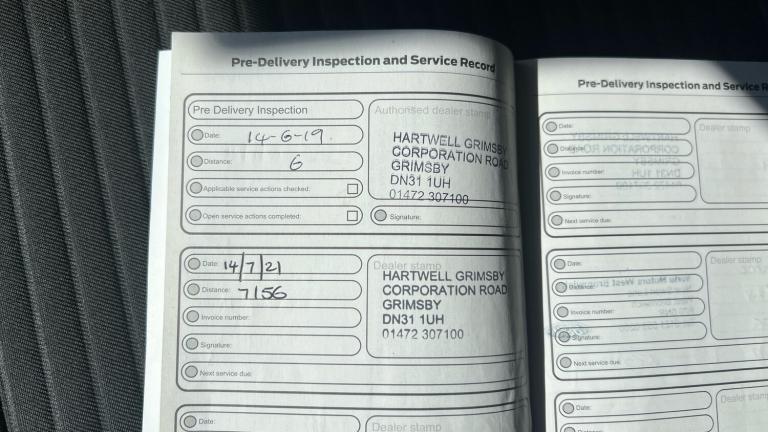 Pre-Delivery Inspection and Service Record
Pre Delivery Inspection
Date: 14-6-19.
Distance: 6
Applicable service actions checked:
Open service actions completed:
Authorised dealer stamp
HARTWELL GRIMSBY
CORPORATION ROAD
GRIMSBY
DN31 1UH
01472 307100
Signature:
Date: 14/7/21
Distance: 7156
Invoice number:
Signature:
Next service due:
Dealer stamp
HARTWELL GRIMSBY
CORPORATION ROAD
GRIMSBY
DN31 1UH
01472 307100
Date:
Dealer stamp
Pre-Delivery Inspection and Service R
Date:
Distance:
Invoice number:
Signature:
Next service due:
Dealer stamp
Date:
Distance:
Invoice number:
Signature:
Next service due:
Dealer stamp
Date:
Distance:
Dealer stamp